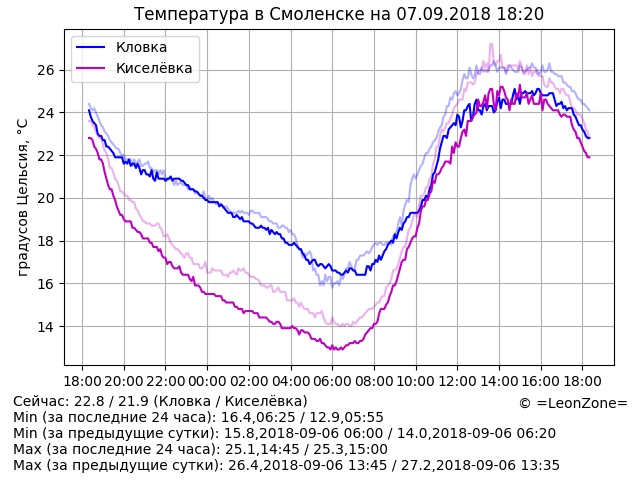 Температура в Смоленске на 07.09.2018 18:20
Кловка
Киселёвка
градусов Цельсия, °C
26
24
22
20
18
16
14
18:00 20:00 22:00 00:00 02:00 04:00 06:00 08:00 10:00 12:00 14:00 16:00 18:00
Сейчас: 22.8 / 21.9 (Кловка / Киселёвка)
© =LeonZone=
Min (за последние 24 часа): 16.4,06:25 / 12.9,05:55
Min (за предыдущие сутки): 15.8,2018-09-06 06:00 / 14.0,2018-09-06 06:20
Max (за последние 24 часа): 25.1,14:45 / 25.3,15:00
Max (за предыдущие сутки): 26.4,2018-09-06 13:45 / 27.2,2018-09-06 13:35